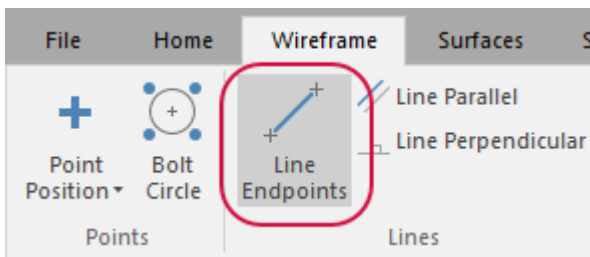 File Home Wireframe Surfaces S
Point Position
Bolt Circle
Line Endpoints
Line Parallel
Line Perpendicular
Points Lines